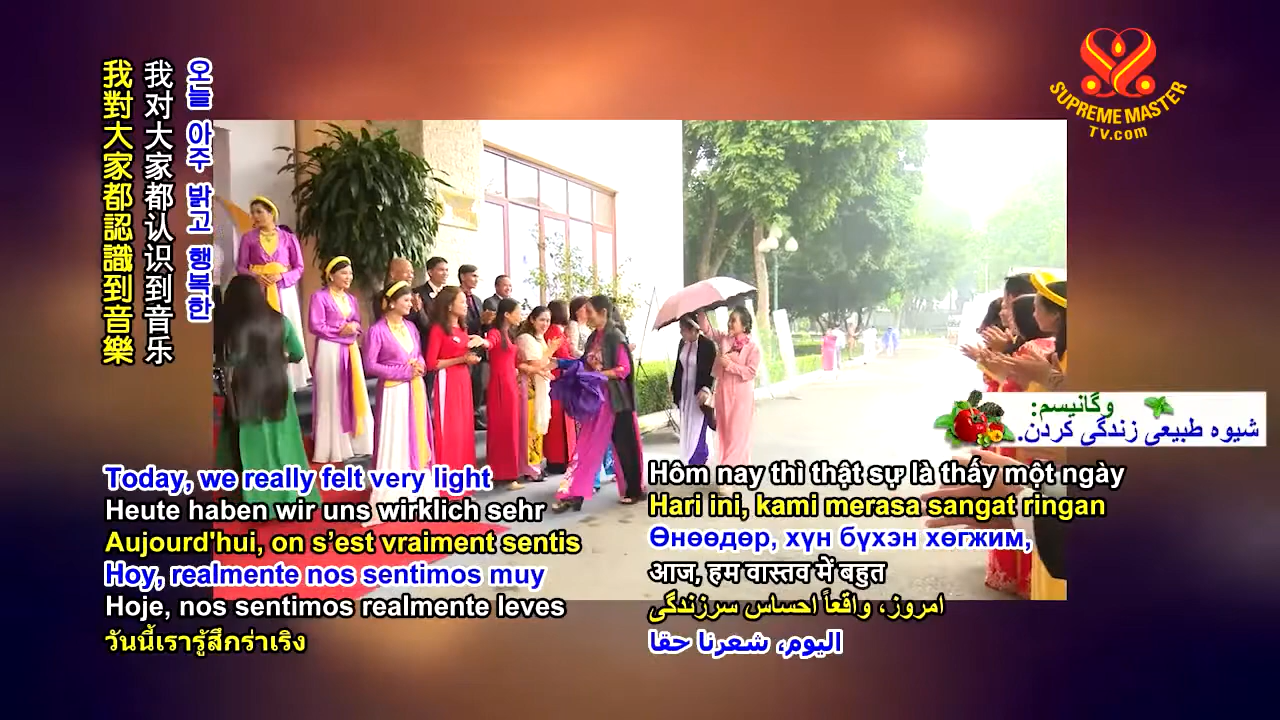 我對大家都認識到音樂
我对大家都认识到音乐
오늘 아주 밝고 행복한
SUPREME MASTER
TV.com
وگانیسم:
شیوه طبیعی زندگی کردن.
Today, we really felt very light
Heute haben wir uns wirklich sehr
Aujourd'hui, on s’est vraiment sentis
Hoy, realmente nos sentimos muy
Hoje, nos sentimos realmente leves
วันนี้เรารู้สึกร่าเริง
Hôm nay thì thật sự là thấy một ngày
Hari ini, kami merasa sangat ringan
Өнөөдөр, хүн бүхэн хөгжим,
आज, हम वास्तव में बहुत
امروز، واقعاً احساس سرزندگی
اليوم، شعرنا حقا